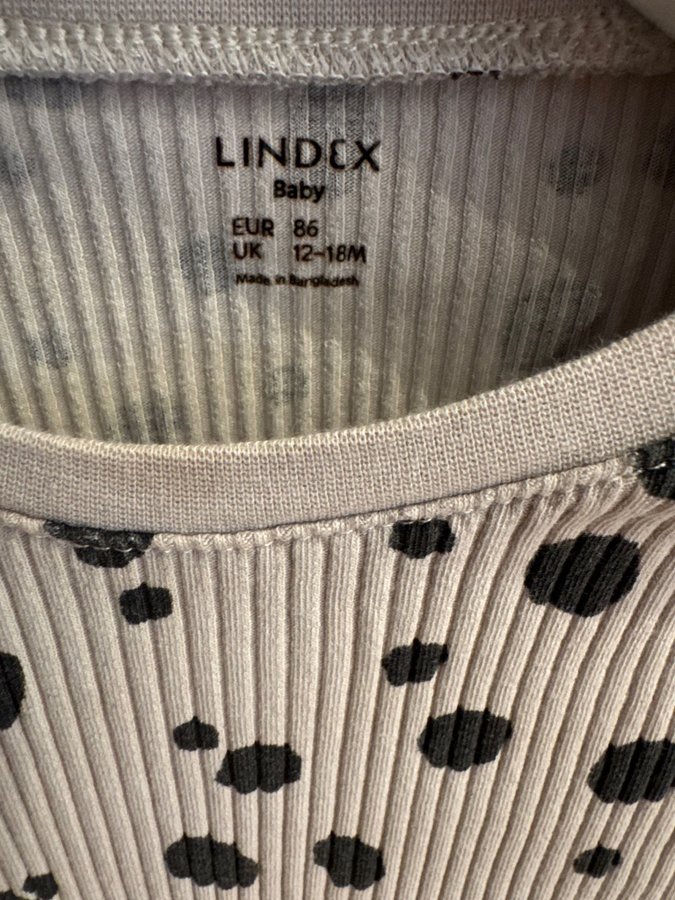 LINDEX
Baby
EUR 86
UK 12-18M
Made in Bangladesh